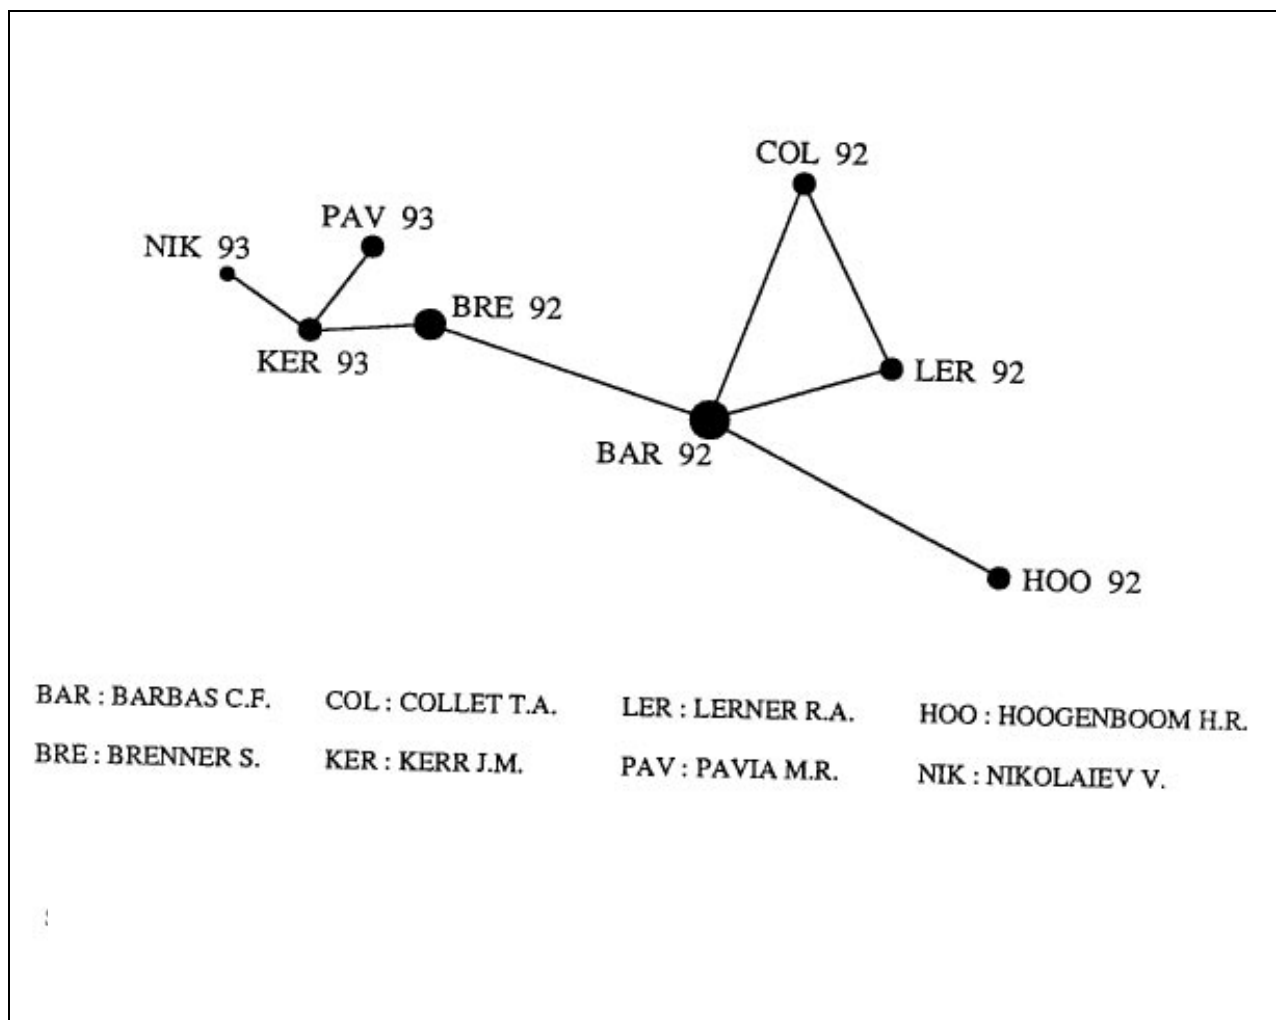 COL 92
PAV 93
NIK 93
BRE 92
KER 93
LER 92
BAR 92
HOO 92
BAR : BARBAS C.F. COL : COLLET T.A. LER : LERNER R.A. HOO : HOOGENBOOM H.R.
BRE : BRENNER S. KER : KERR J.M. PAV : PAVIA M.R. NIK : NIKOLAIEV V.